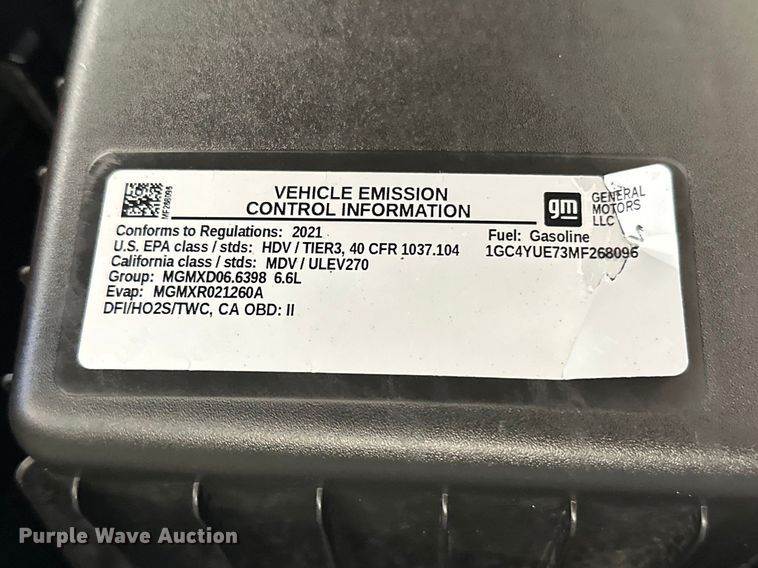 VEHICLE EMISSION
CONTROL INFORMATION
gm
GENERAL
MOTORS
LLC
MF268096
Conforms to Regulations: 2021
Fuel: Gasoline
U.S. EPA class / stds: HDV / TIER3, 40 CFR 1037.104
1GC4YUE73MF268096
California class / stds: MDV / ULEV270
Group: MGMXD06.6398 6.6L
Evap: MGMXR021260A
DFI/HO2S/TWC, CA OBD: II
Purple Wave Auction